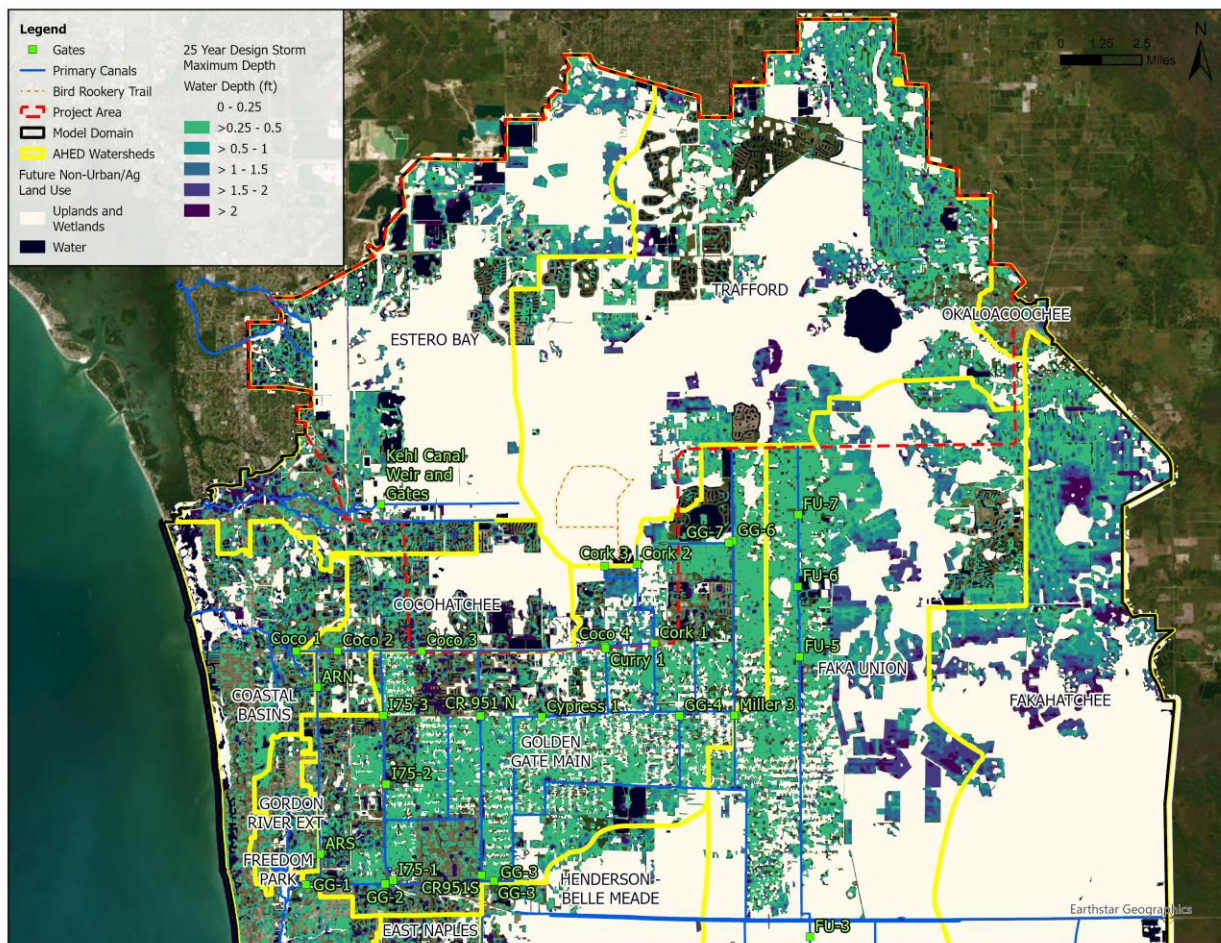 Legend
Gates
Primary Canals
Bird Rookery Trail
Project Area
Model Domain
AHED Watersheds
Future Non-Urban/Ag
Land Use
Uplands and
Wetlands
Water
25 Year Design Storm
Maximum Depth
Water Depth (ft)
0 - 0.25
>0.25 - 0.5
> 0.5 - 1
> 1 - 1.5
> 1.5 - 2
> 2
N
0 1.25 2.5
Miles
TRAFFORD
OKALOACOOCHEE
ESTERO BAY
Kehl Canal
Weir and
Gates
FU-7
GG-7 GG-6
Cork 3 Cork 2
FU-6
COCOHATCHEE
Coco 1 Coco 2 Coco 3 Coco 4 Cork 1
Curry 1
FU-5
FAKA UNION
ARN
COASTAL
BASINS
FAKAHATCHEE
I75-3 CR 951 N Cypress 1 GG-4 Miller 3
GOLDEN
GATE MAIN
I75-2
GORDON
RIVER EXT
ARS
FREEDOM
PARK
I75-1
GG-3
GG-1 GG-2 CR951S GG-3
HENDERSON -
BELLE MEADE
EAST NAPLES
Earthstar Geographics
FU-3